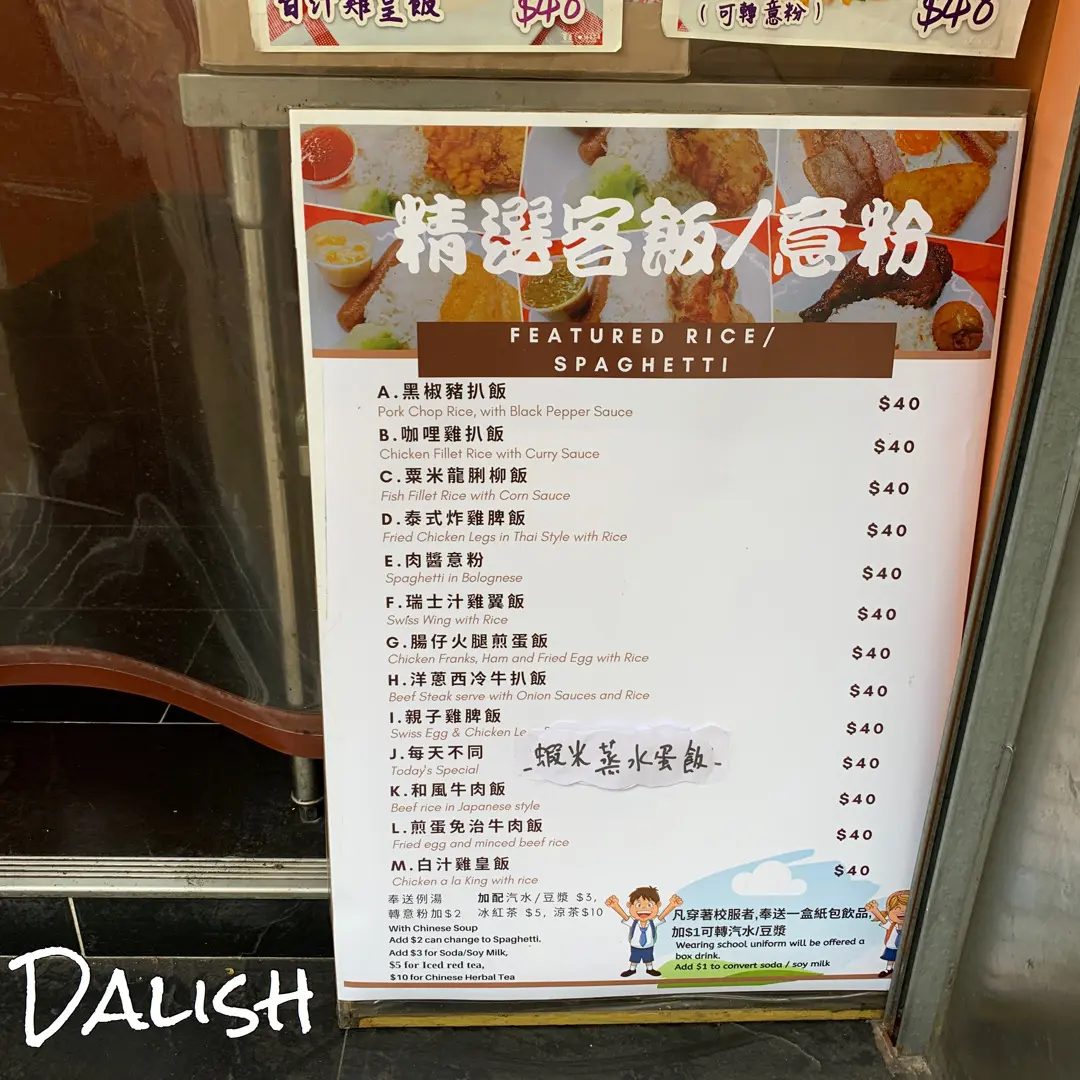 $40
(可轉意粉)
$40
精選客飯/意粉
FEATURED RICE/
SPAGHETTI
A.黑椒豬扒飯
Pork Chop Rice, with Black Pepper Sauce
$40
B.咖哩雞扒飯
Chicken Fillet Rice with Curry Sauce
$40
C.粟米龍脷柳飯
Fish Fillet Rice with Corn Sauce
$40
D.泰式炸雞脾飯
Fried Chicken Legs in Thai Style with Rice
$40
E.肉醬意粉
Spaghetti in Bolognese
$40
F.瑞士汁雞翼飯
Swiss Wing with Rice
$40
G.腸仔火腿煎蛋飯
Chicken Franks, Ham and Fried Egg with Rice
$40
H.洋蔥西冷牛扒飯
Beef Steak serve with Onion Sauces and Rice
$40
I.親子雞脾飯
Swiss Egg & Chicken Le
$40
J.每天不同
Today's Special
蝦米蒸水蛋飯
$40
K.和風牛肉飯
Beef rice in Japanese style
$40
L.煎蛋免治牛肉飯
Fried egg and minced beef rice
$40
M.白汁雞皇飯
Chicken a la King with rice
$40
奉送例湯 加配汽水/豆漿 $3,
轉意粉加$2 冰紅茶 $5, 涼茶$10
With Chinese Soup
Add $2 can change to Spaghetti.
Add $3 for Soda/Soy Milk,
$5 for Iced red tea,
$10 for Chinese Herbal Tea
凡穿著校服者,奉送一盒紙包飲品,
加$1可轉汽水/豆漿
Wearing school uniform will be offered a
box drink.
Add $1 to convert soda / soy milk
DALISH